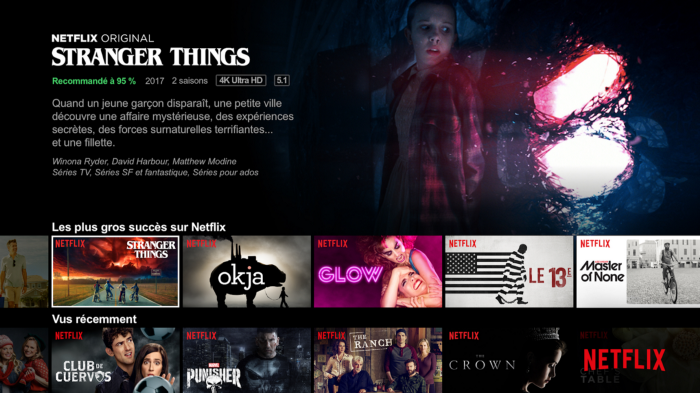 NETFLIX ORIGINAL
STRANGER THINGS
Recommandé à 95 % 2017 2 saisons 4K Ultra HD 5.1
Quand un jeune garçon disparaît, une petite ville
découvre une affaire mystérieuse, des expériences
secrètes, des forces surnaturelles terrifiantes...
et une fillette.
Winona Ryder, David Harbour, Matthew Modine
Séries TV, Séries SF et fantastique, Séries pour ados
Les plus gros succès sur Netflix
NETFLIX
STRANGER
THINGS
NETFLIX
okja
NETFLIX
GLOW
NETFLIX
LE 13E
NETFLIX
Master
of None
Vu récemment
NETFLIX
CLUB
DE
CUERVOS
NETFLIX
MARVEL
PUNISHER
NETFLIX
THE
RANCH
NETFLIX
THE
CROWN
NETFLIX
TABLE